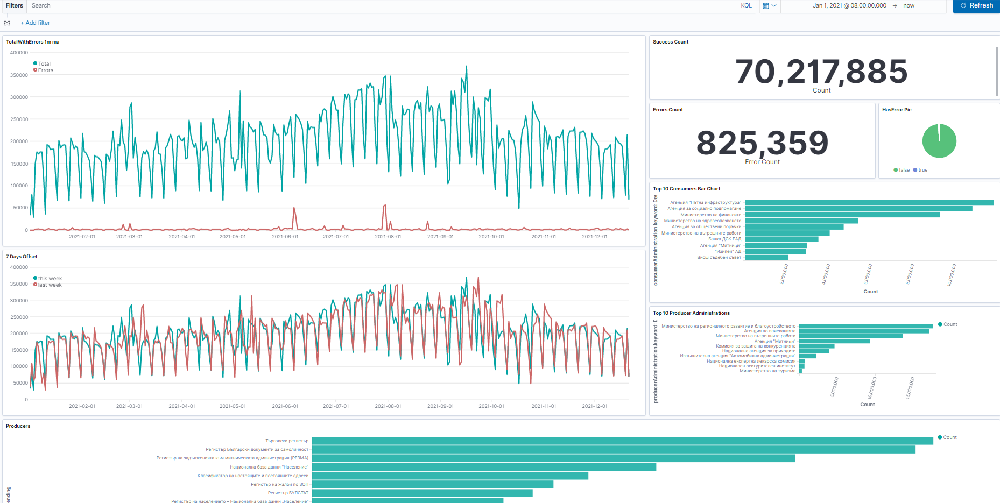 Filters Search KQL Jan 1, 2021 @ 08:00:00.000 → now Refresh
+ Add filter
TotalWithErrors 1m ma
400000
350000
300000
250000
200000
150000
100000
50000
0
Total
Errors
2021-02-01 2021-03-01 2021-04-01 2021-05-01 2021-06-01 2021-07-01 2021-08-01 2021-09-01 2021-10-01 2021-11-01 2021-12-01
Success Count
70,217,885
Count
Errors Count
825,359
Error Count
HasError Pie
false true
7 Days Offset
400000
350000
300000
250000
200000
150000
100000
50000
0
this week
last week
2021-02-01 2021-03-01 2021-04-01 2021-05-01 2021-06-01 2021-07-01 2021-08-01 2021-09-01 2021-10-01 2021-11-01 2021-12-01
Top 10 Consumers Bar Chart
consumerAdministration.keyword: De
Агенция "Пътна инфраструктура"
Агенция за социално подпомагане
Министерство на финансите
Министерство на здравеопазването
Агенция за обществени поръчки
Министерство на вътрешните работи
Банка ДСК ЕАД
Агенция "Митници"
"Изипей" АД
Висш съдебен съвет
2,000,000 4,000,000 6,000,000 8,000,000 10,000,000
Count
Top 10 Producer Administrations
producerAdministration.keyword: D
Министерство на регионалното развитие и благоустройството
Агенция по вписванията
Министерство на вътрешните работи
Агенция "Митници"
Комисия за защита на конкуренцията
Национална агенция за приходите
Изпълнителна агенция "Автомобилна администрация"
Национална експертна лекарска комисия
Национален осигурителен институт
Министерство на туризма
Count
5,000,000 10,000,000 15,000,000
Count
Producers
ending
Търговски регистър
Регистър Български документи за самоличност
Регистър на задълженията към митническата администрация (РЕЗМА)
Национална база данни "Население"
Класификатор на настоящите и постоянните адреси
Регистър на жалби по ЗОП
Регистър БУЛСТАТ
Регистър на населението – Национална база данни „Население"
Count